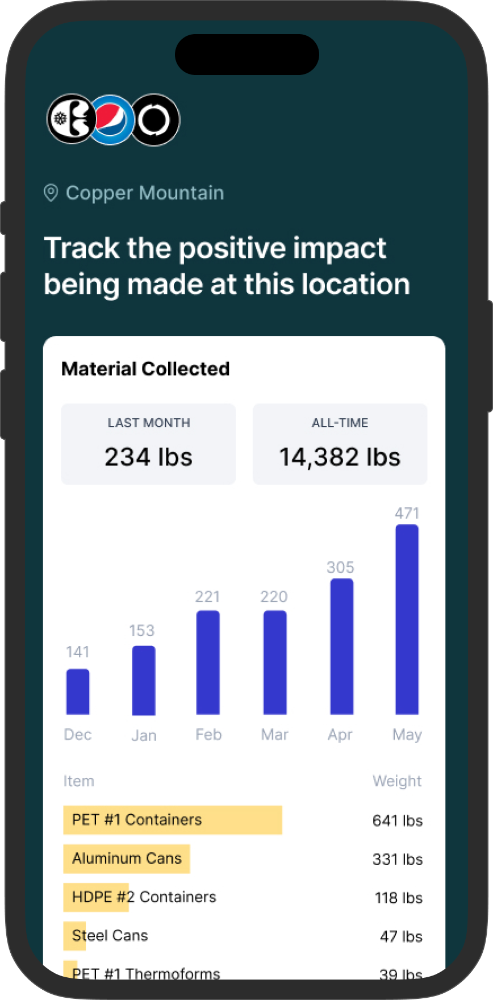 Copper Mountain
Track the positive impact
being made at this location
Material Collected
LAST MONTH
234 lbs
ALL-TIME
14,382 lbs
471
305
221
220
153
141
Dec
Jan
Feb
Mar
Apr
May
Item
Weight
PET #1 Containers
641 lbs
Aluminum Cans
331 lbs
HDPE #2 Containers
118 lbs
Steel Cans
47 lbs
PET #1 Thermoforms
39 lbs